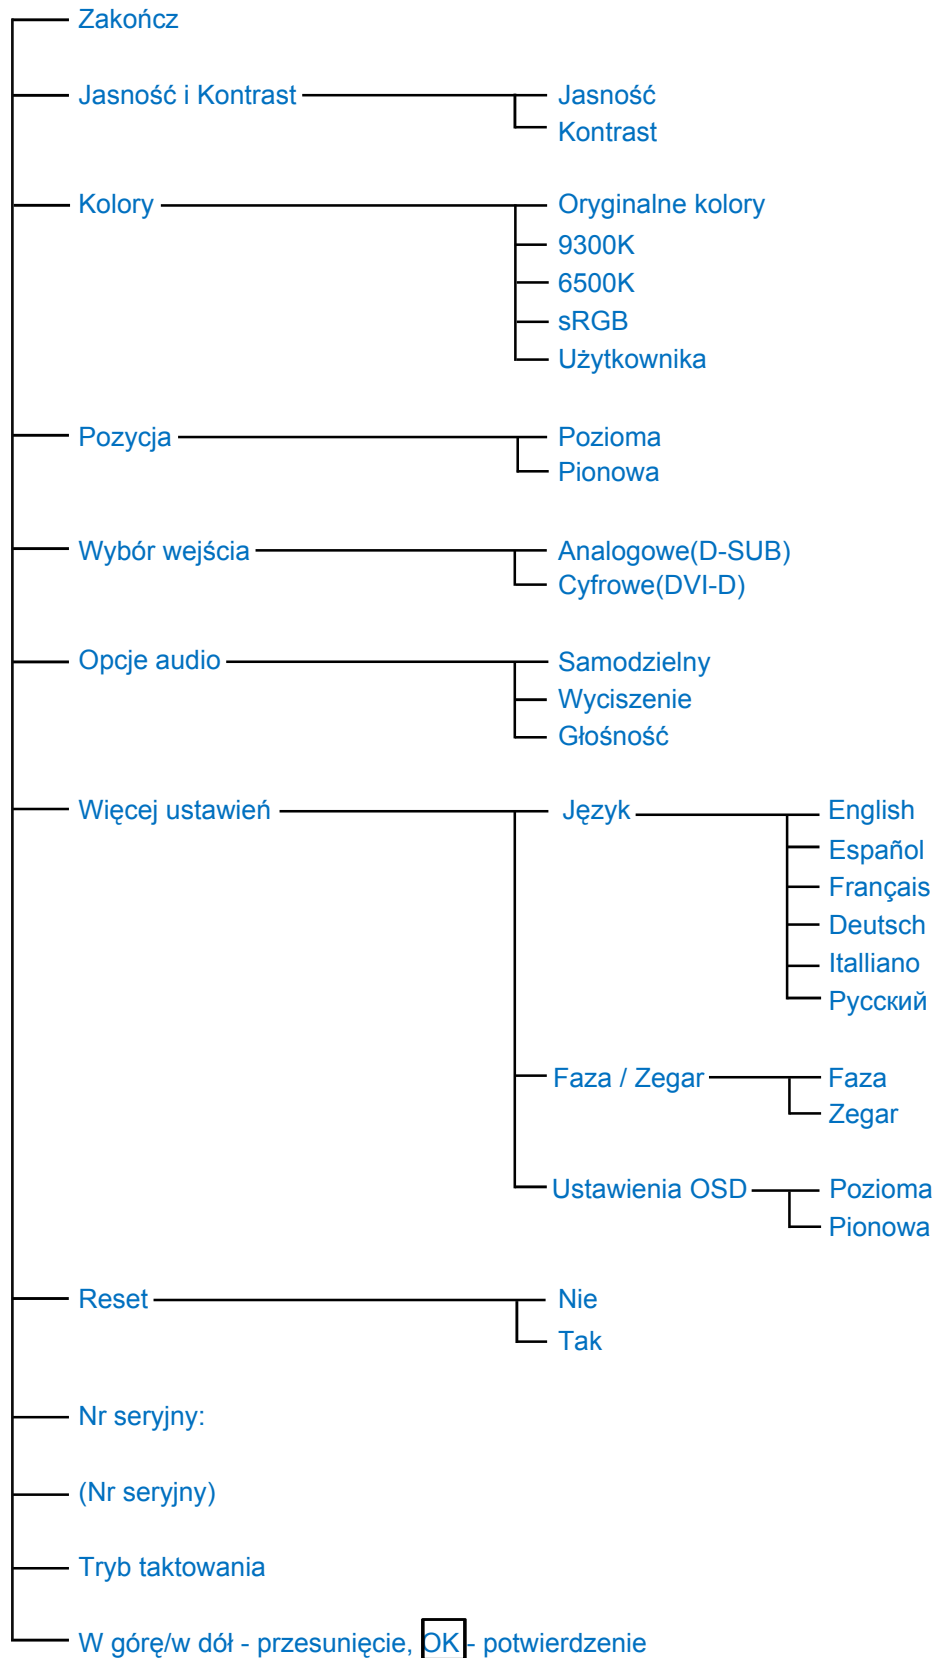 Zakończ
Jasność i Kontrast
Jasność
Kontrast
Kolory
Oryginalne kolory
9300K
6500K
sRGB
Użytkownika
Pozycja
Pozioma
Pionowa
Wybór wejścia
Analogowe(D-SUB)
Cyfrowe(DVI-D)
Opcje audio
Samodzielny
Wyciszenie
Głośność
Więcej ustawień
Język
English
Español
Français
Deutsch
Italliano
Русский
Faza / Zegar
Faza
Zegar
Ustawienia OSD
Pozioma
Pionowa
Reset
Nie
Tak
Nr seryjny:
(Nr seryjny)
Tryb taktowania
W górę/w dół - przesunięcie, OK - potwierdzenie